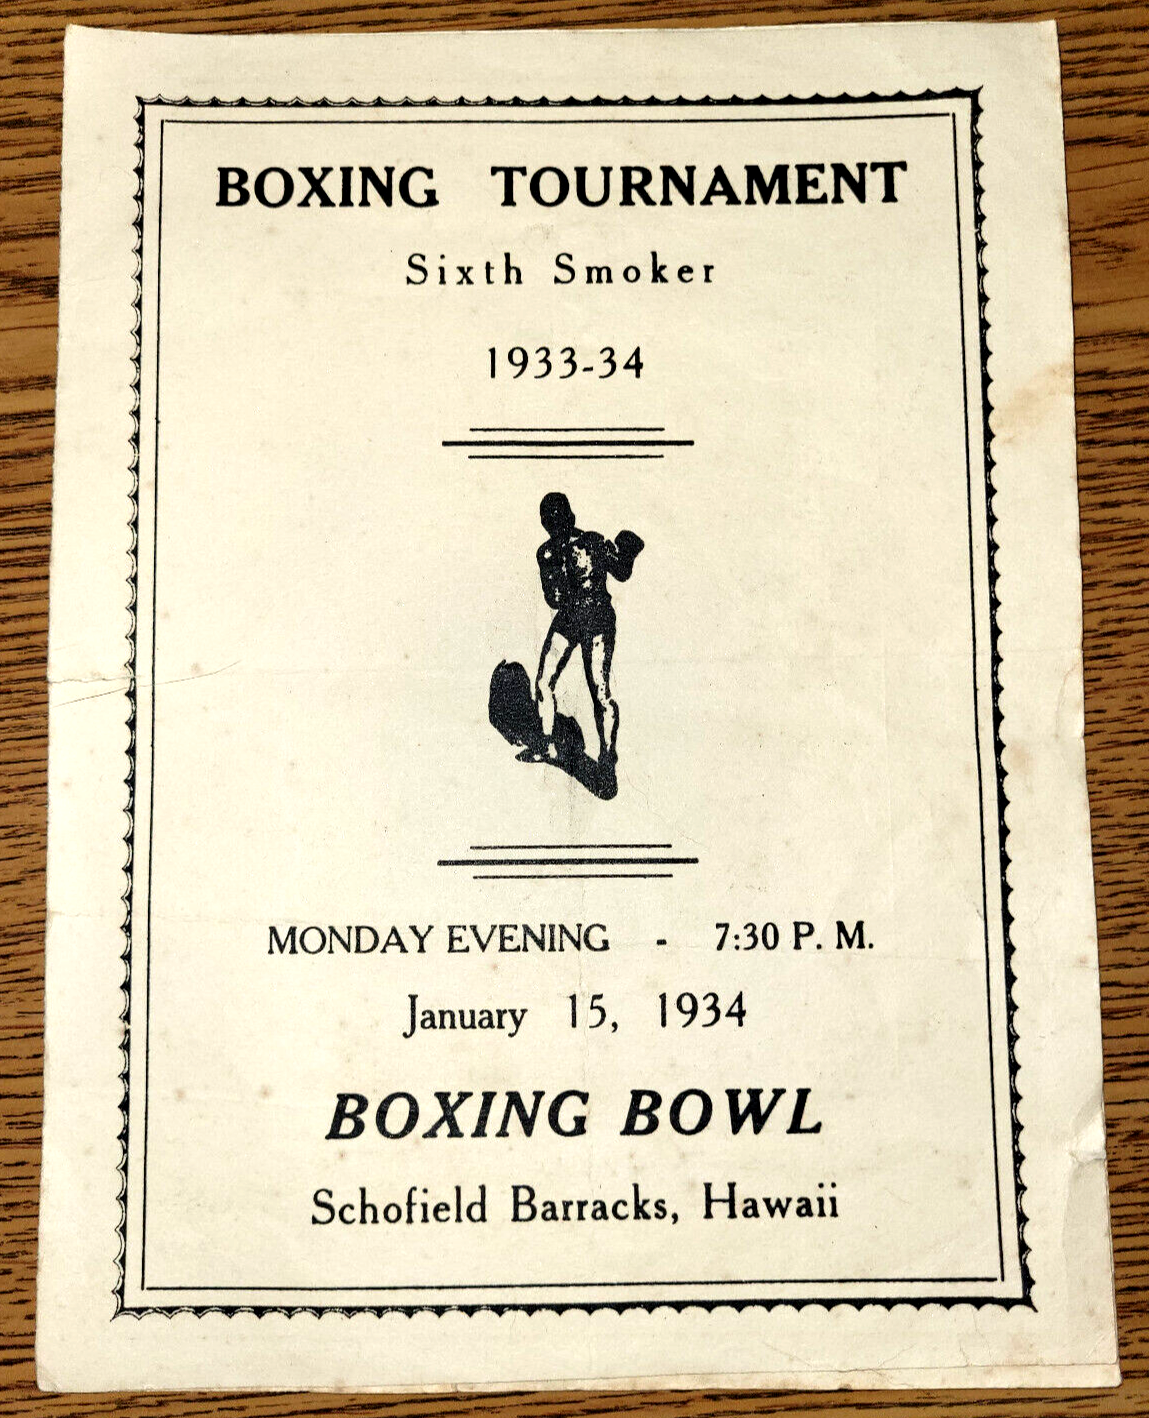 BOXING TOURNAMENT
Sixth Smoker
1933-34
MONDAY EVENING - 7:30 P. M.
January 15, 1934
BOXING BOWL
Schofield Barracks, Hawaii